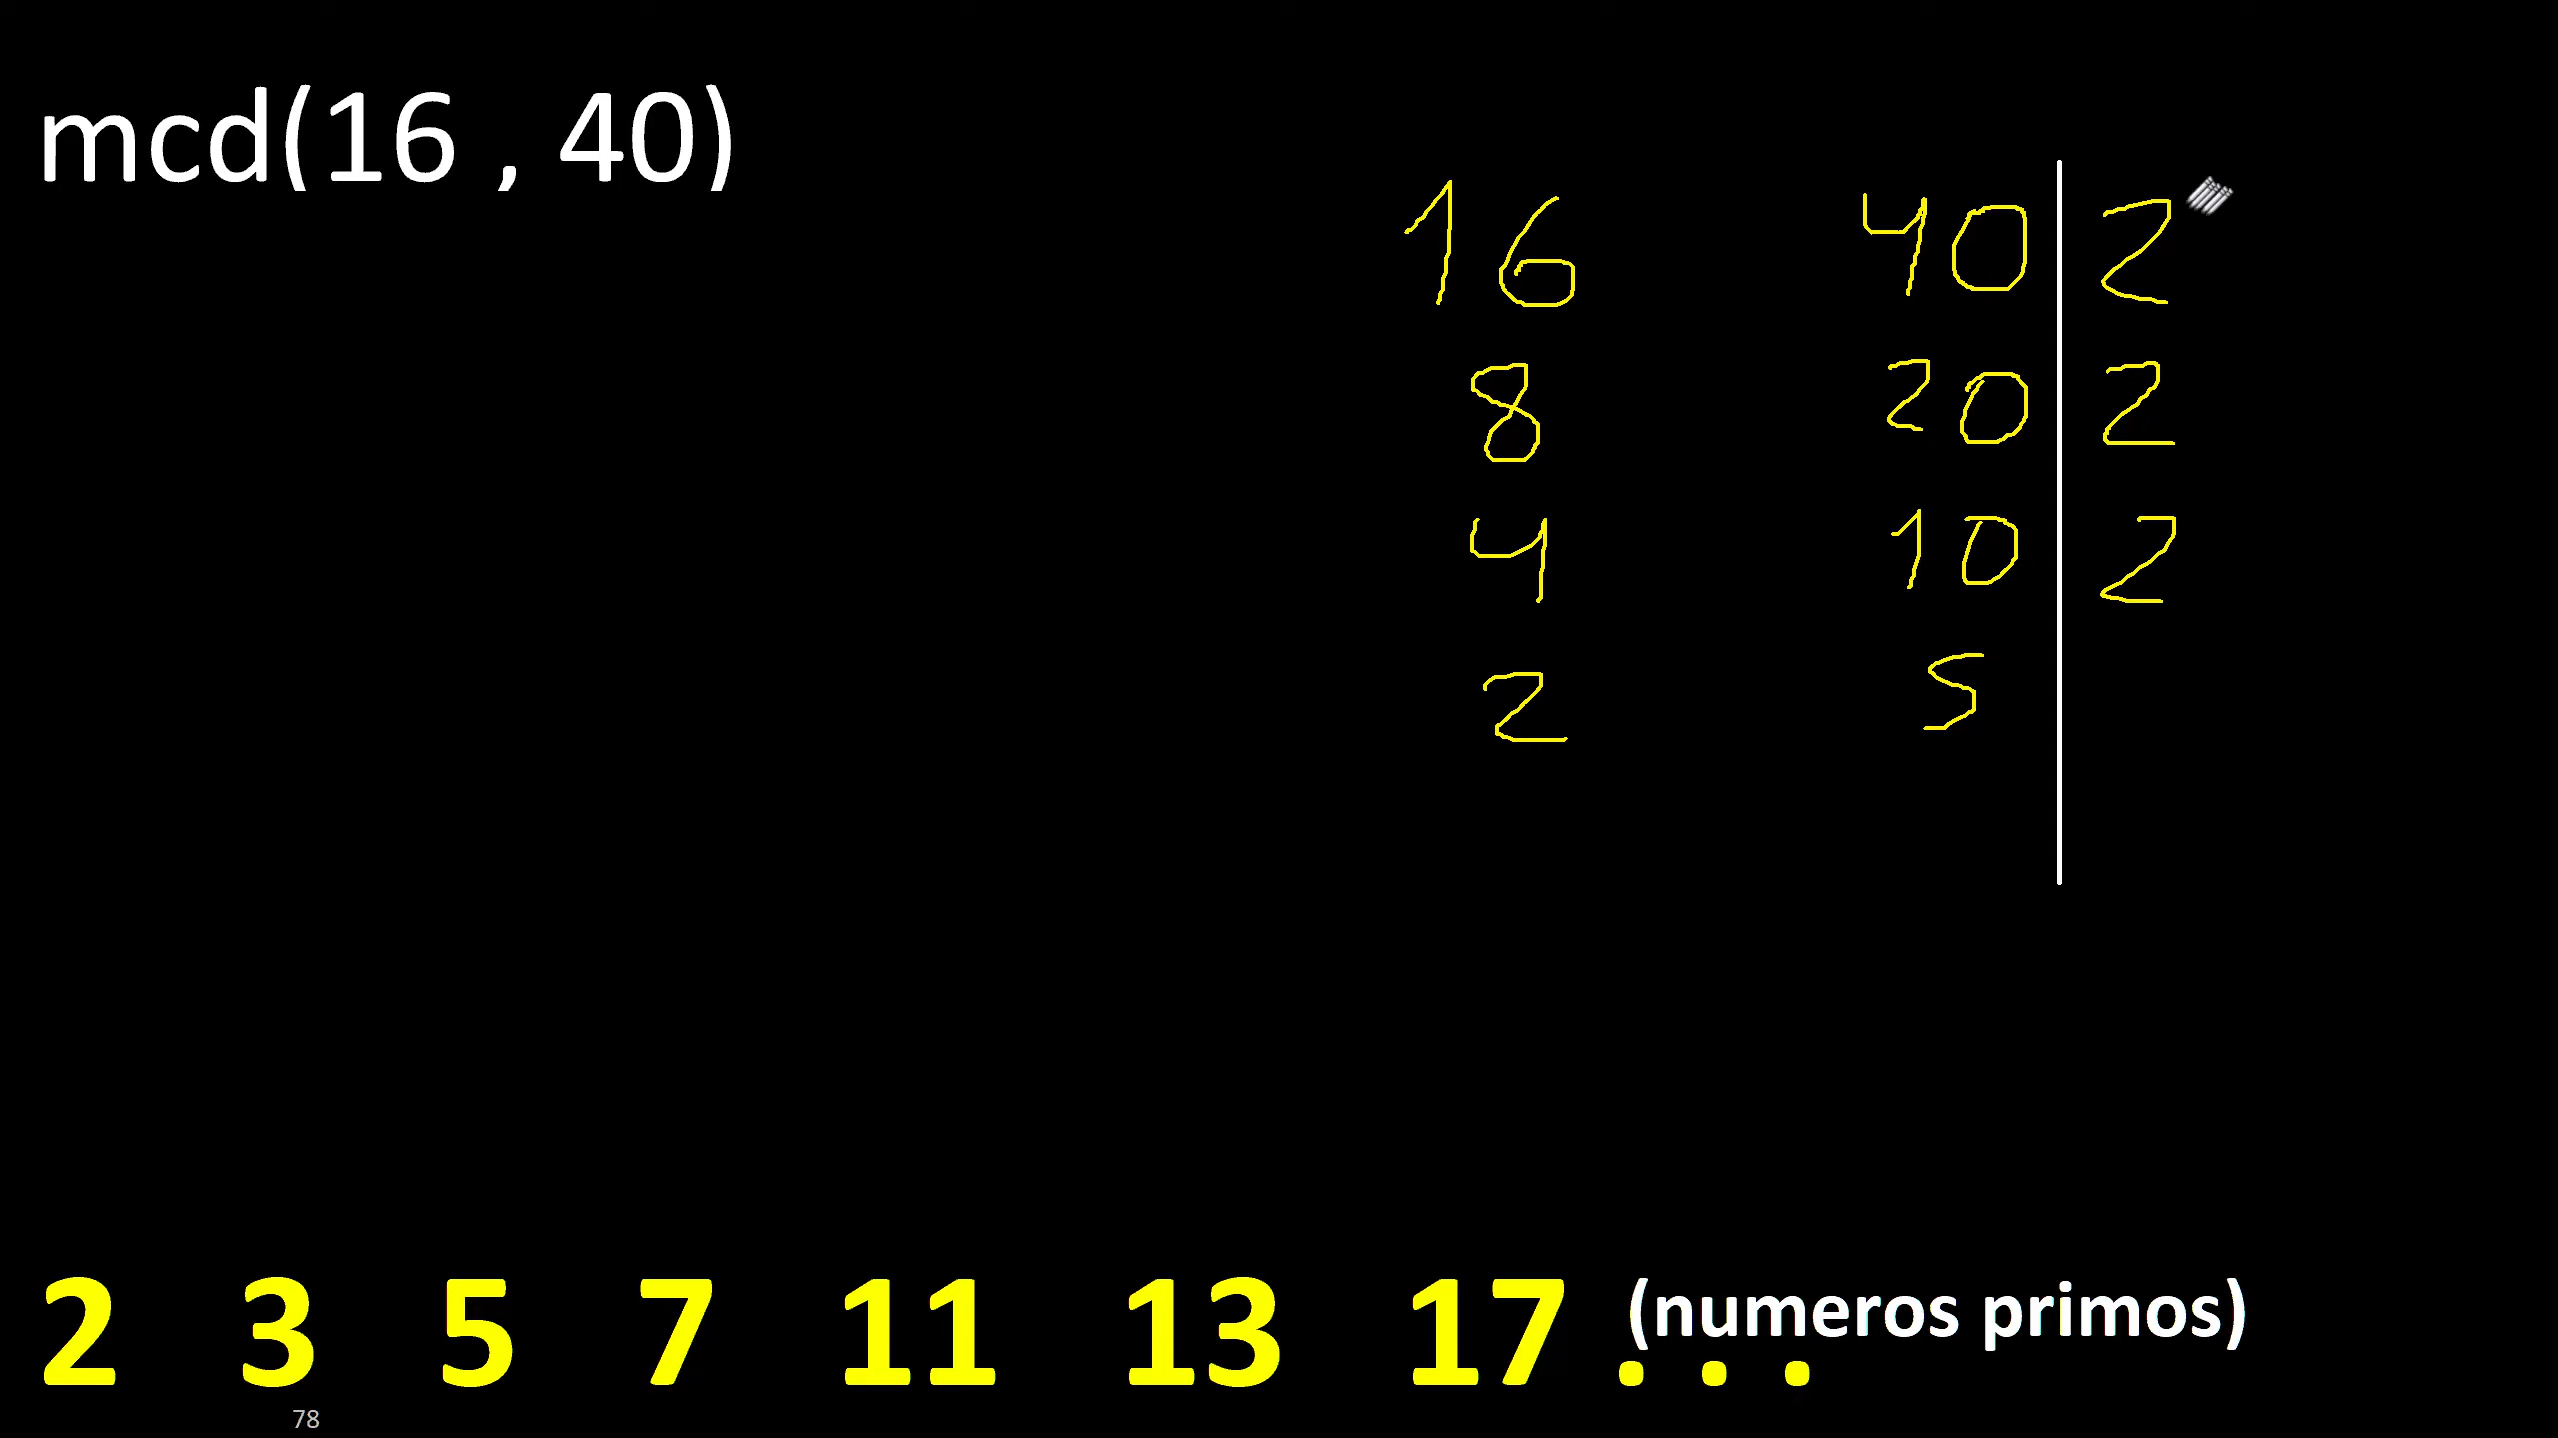 mcd(16 , 40)
16 40 2
8 20 2
4 10 2
2 5
2 3 5 7 11 13 17 . . . (numeros primos)
78